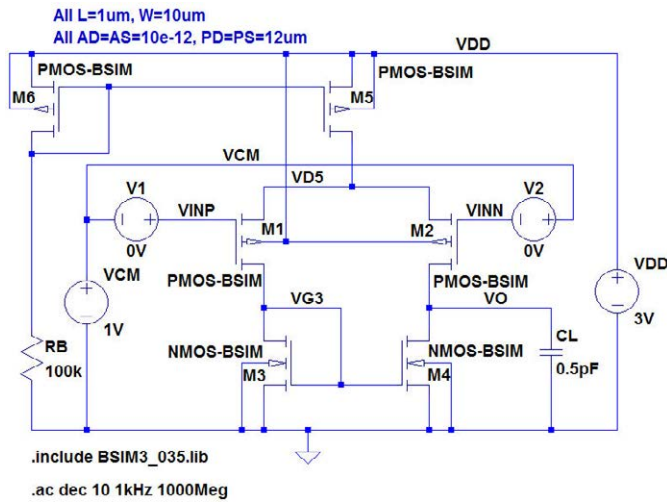 All L=1um, W=10um
All AD=AS=10e-12, PD=PS=12um
VDD
PMOS-BSIM
PMOS-BSIM
M6
M5
VCM
V1
VD5
V2
VINP
VINN
M1
M2
0V
0V
PMOS-BSIM
PMOS-BSIM
VDD
VCM
1V
VG3
VO
3V
RB
100k
NMOS-BSIM
NMOS-BSIM
CL
M3
M4
0.5pF
.include BSIM3_035.lib
.ac dec 10 1kHz 1000Meg